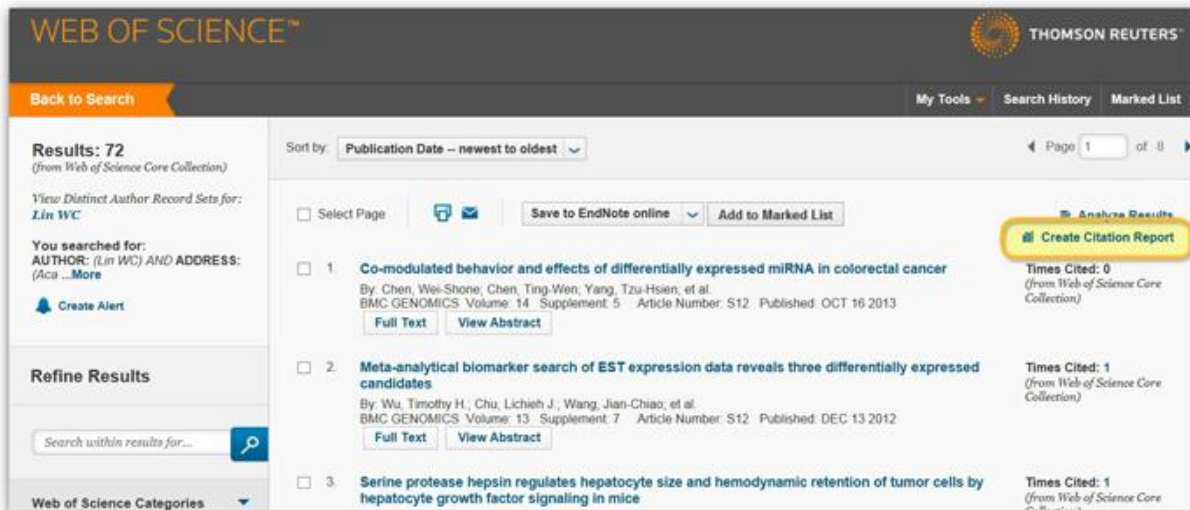 WEB OF SCIENCE™
THOMSON REUTERS™
Back to Search
My Tools
Search History
Marked List
Results: 72
(from Web of Science Core Collection)
View Distinct Author Record Sets for:
Lin WC
You searched for:
AUTHOR: (Lin WC) AND ADDRESS:
(Aca ...More
Create Alert
Refine Results
Search within results for...
Web of Science Categories
Sort by: Publication Date -- newest to oldest
Page 1 of 8
Select Page
Save to EndNote online
Add to Marked List
Analyze Results
Create Citation Report
1. Co-modulated behavior and effects of differentially expressed miRNA in colorectal cancer
By: Chen, Wei-Shone; Chen, Ting-Wen; Yang, Tzu-Hsien; et al.
BMC GENOMICS Volume: 14 Supplement: 5 Article Number: S12 Published: OCT 16 2013
Full Text View Abstract
Times Cited: 0
(from Web of Science Core
Collection)
2. Meta-analytical biomarker search of EST expression data reveals three differentially expressed
candidates
By: Wu, Timothy H.; Chu, Lichieh J.; Wang, Jian-Chiao; et al.
BMC GENOMICS Volume: 13 Supplement: 7 Article Number: S12 Published: DEC 13 2012
Full Text View Abstract
Times Cited: 1
(from Web of Science Core
Collection)
3. Serine protease hepsin regulates hepatocyte size and hemodynamic retention of tumor cells by
hepatocyte growth factor signaling in mice
Times Cited: 1
(from Web of Science Core